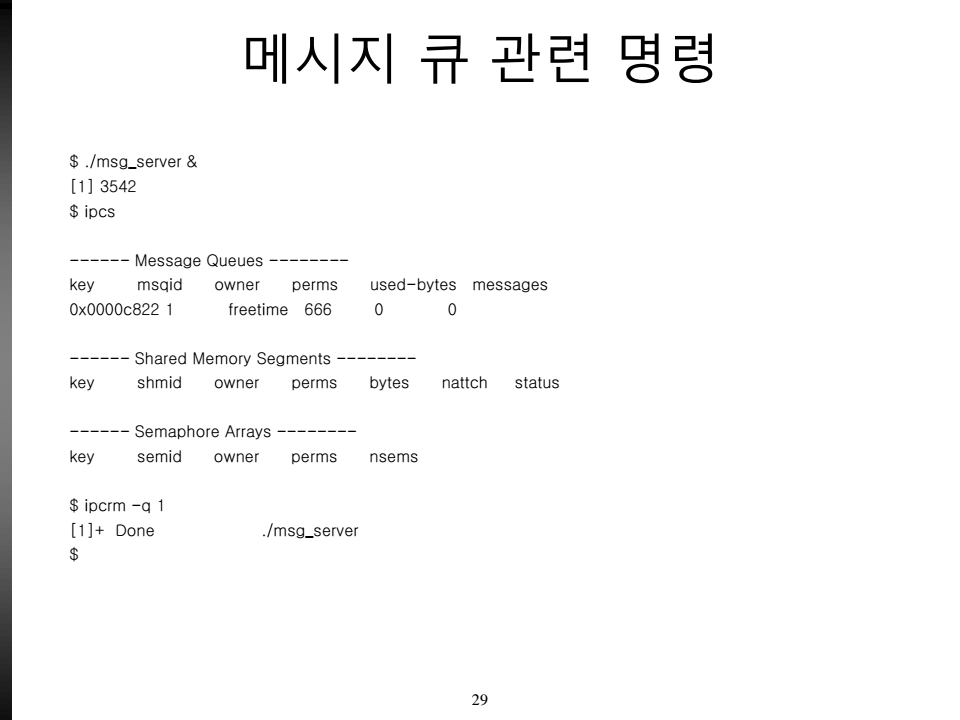 메시지 큐 관련 명령
$ ./msg_server &
[1] 3542
$ ipcs
------ Message Queues --------
key msqid owner perms used-bytes messages
0x0000c822 1 freetime 666 0 0
------ Shared Memory Segments --------
key shmid owner perms bytes nattch status
------ Semaphore Arrays --------
key semid owner perms nsems
$ ipcrm -q 1
[1]+ Done ./msg_server
$
29